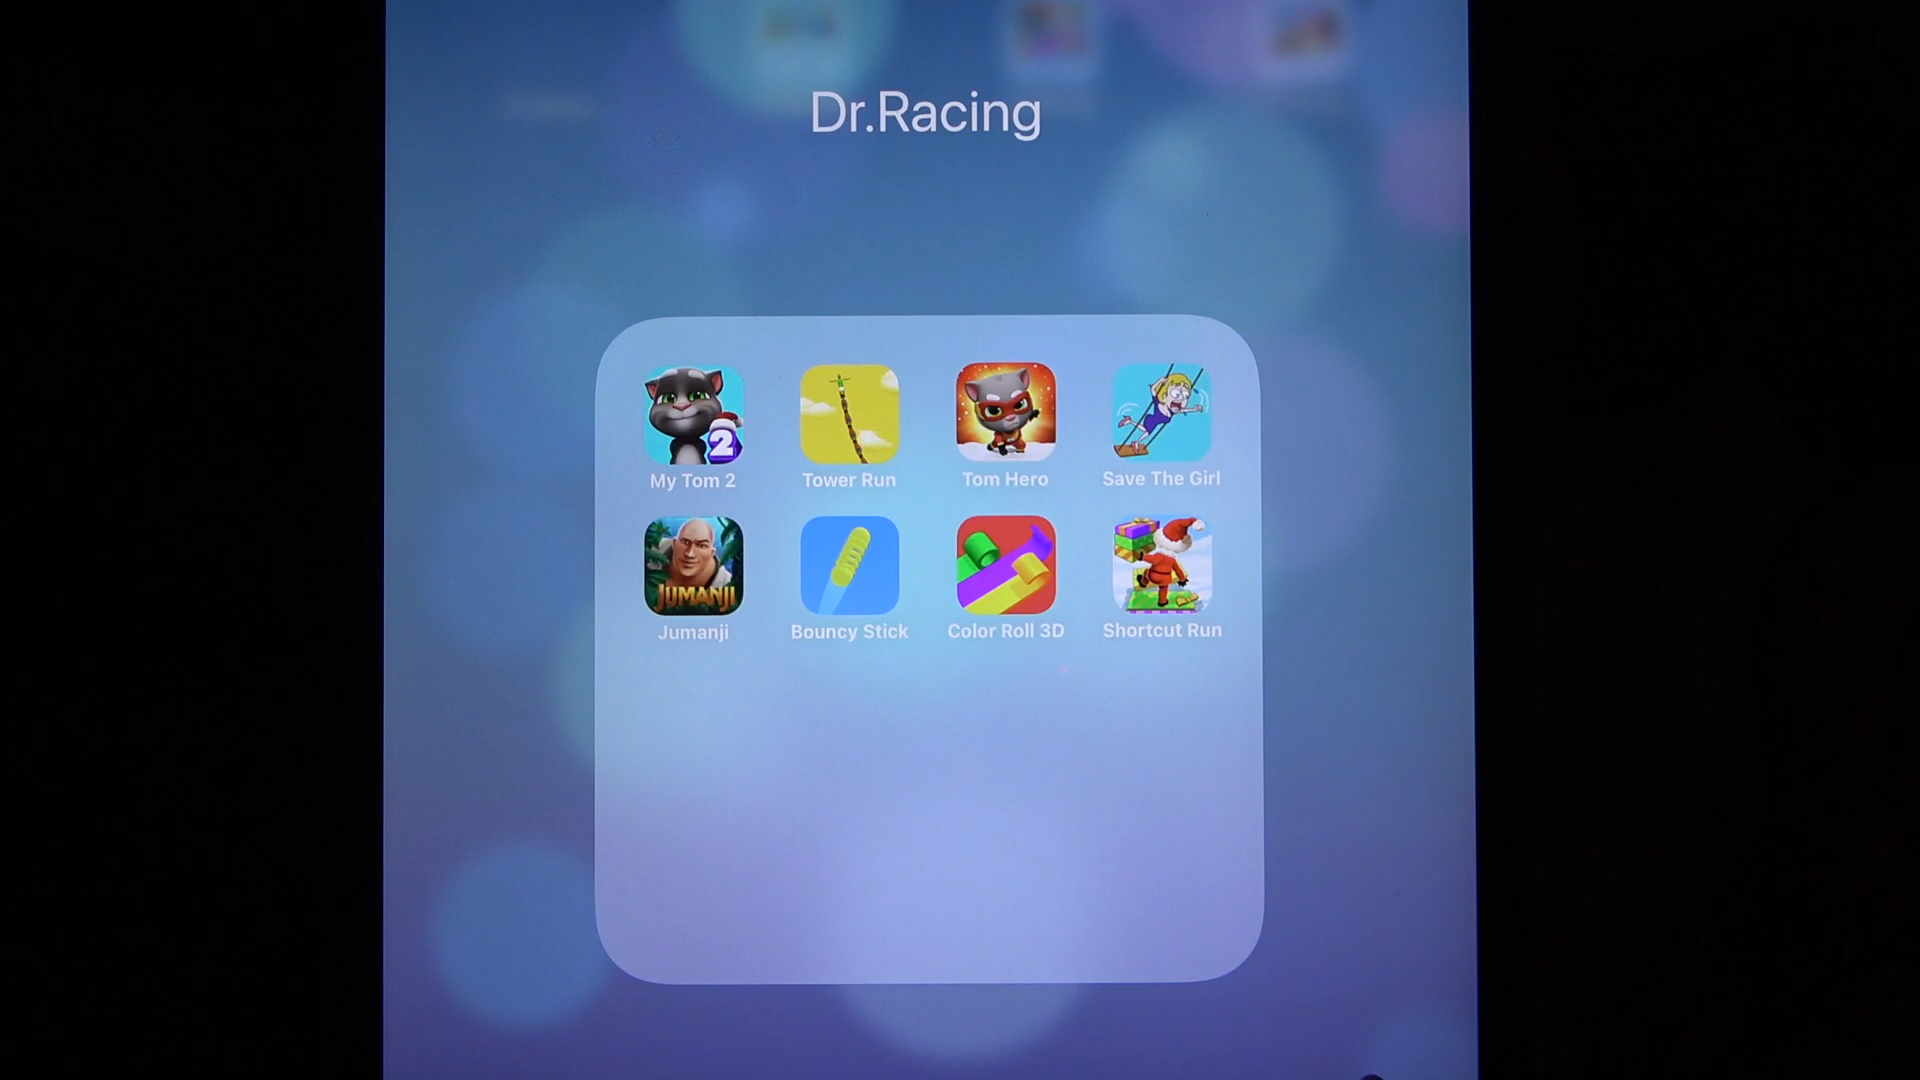 Dr.Racing
2
My Tom 2
Tower Run
Tom Hero
Save The Girl
JUMANJI
Jumanji
Bouncy Stick
Color Roll 3D
Shortcut Run